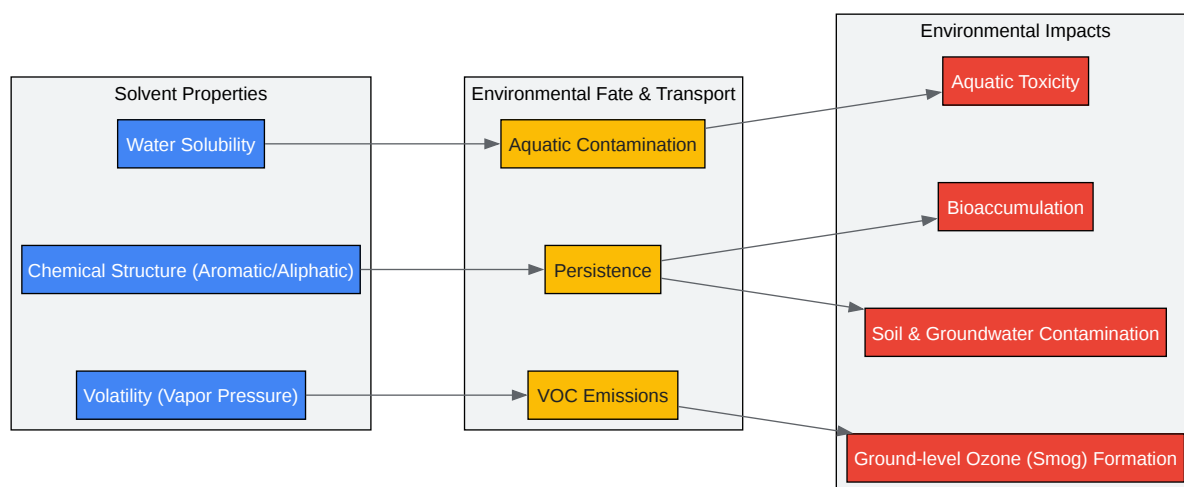 Solvent Properties
Water Solubility
Chemical Structure (Aromatic/Aliphatic)
Volatility (Vapor Pressure)
Environmental Fate & Transport
Aquatic Contamination
Persistence
VOC Emissions
Environmental Impacts
Aquatic Toxicity
Bioaccumulation
Soil & Groundwater Contamination
Ground-level Ozone (Smog) Formation